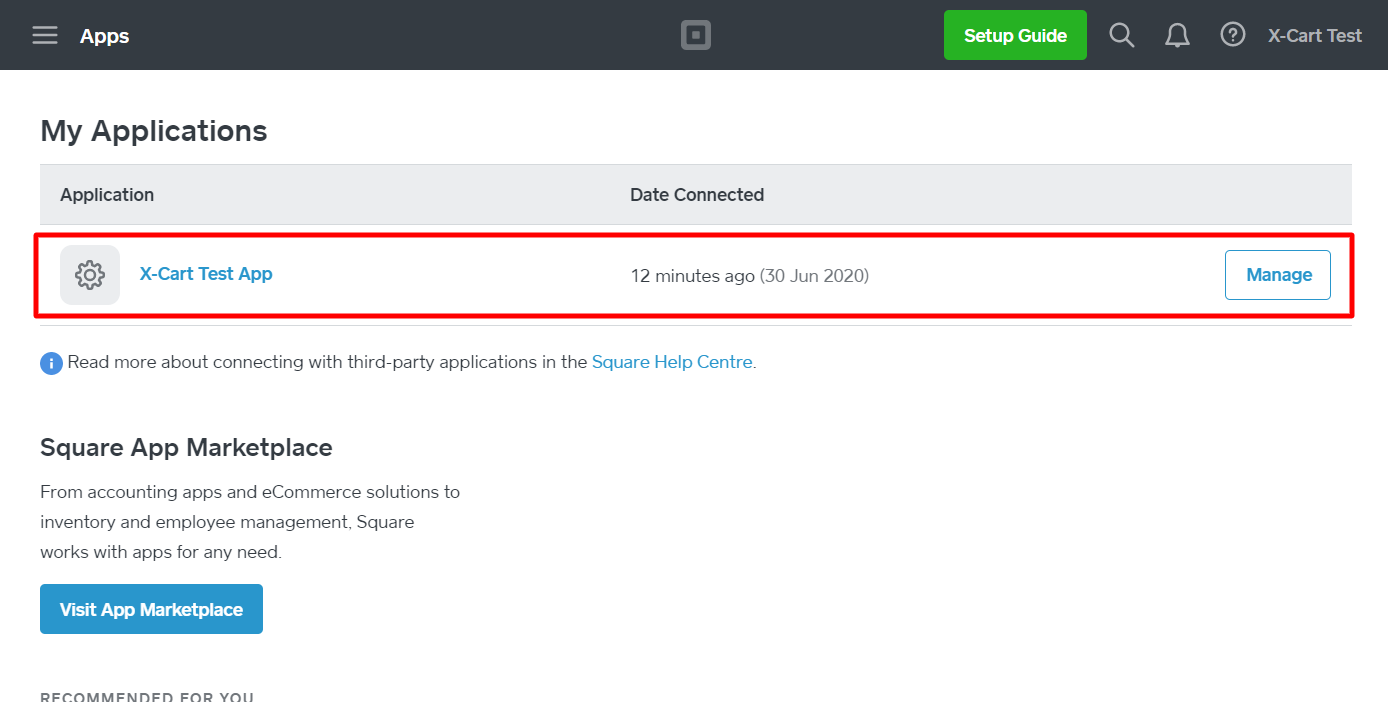 Apps
Setup Guide
X-Cart Test
My Applications
Application Date Connected
X-Cart Test App 12 minutes ago (30 Jun 2020) Manage
Read more about connecting with third-party applications in the Square Help Centre.
Square App Marketplace
From accounting apps and eCommerce solutions to
inventory and employee management, Square
works with apps for any need.
Visit App Marketplace
RECOMMENDED FOR YOU